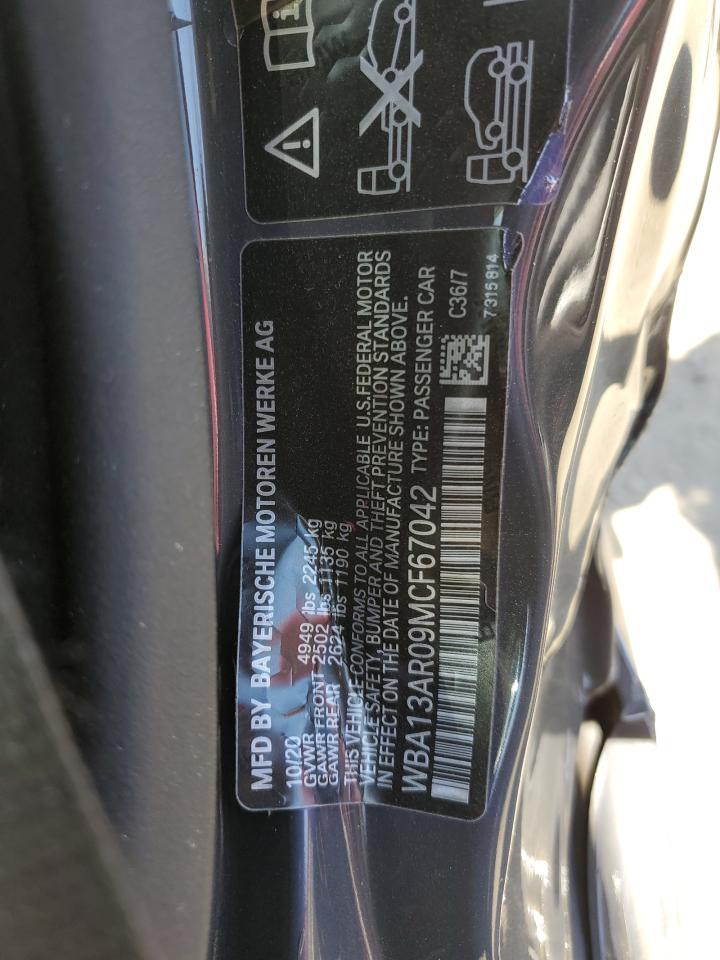 MFD BY BAYERISCHE MOTOREN WERKE AG
10/20
GVWR 4949 lbs 2245 kg
GAWR FRONT 2502 lbs 1135 kg
GAWR REAR 2624 lbs 1190 kg
THIS VEHICLE CONFORMS TO ALL APPLICABLE U.S.FEDERAL MOTOR
VEHICLE SAFETY, BUMPER AND THEFT PREVENTION STANDARDS
IN EFFECT ON THE DATE OF MANUFACTURE SHOWN ABOVE.
WBA13AR09MCF67042 TYPE: PASSENGER CAR
C36/7
7315814